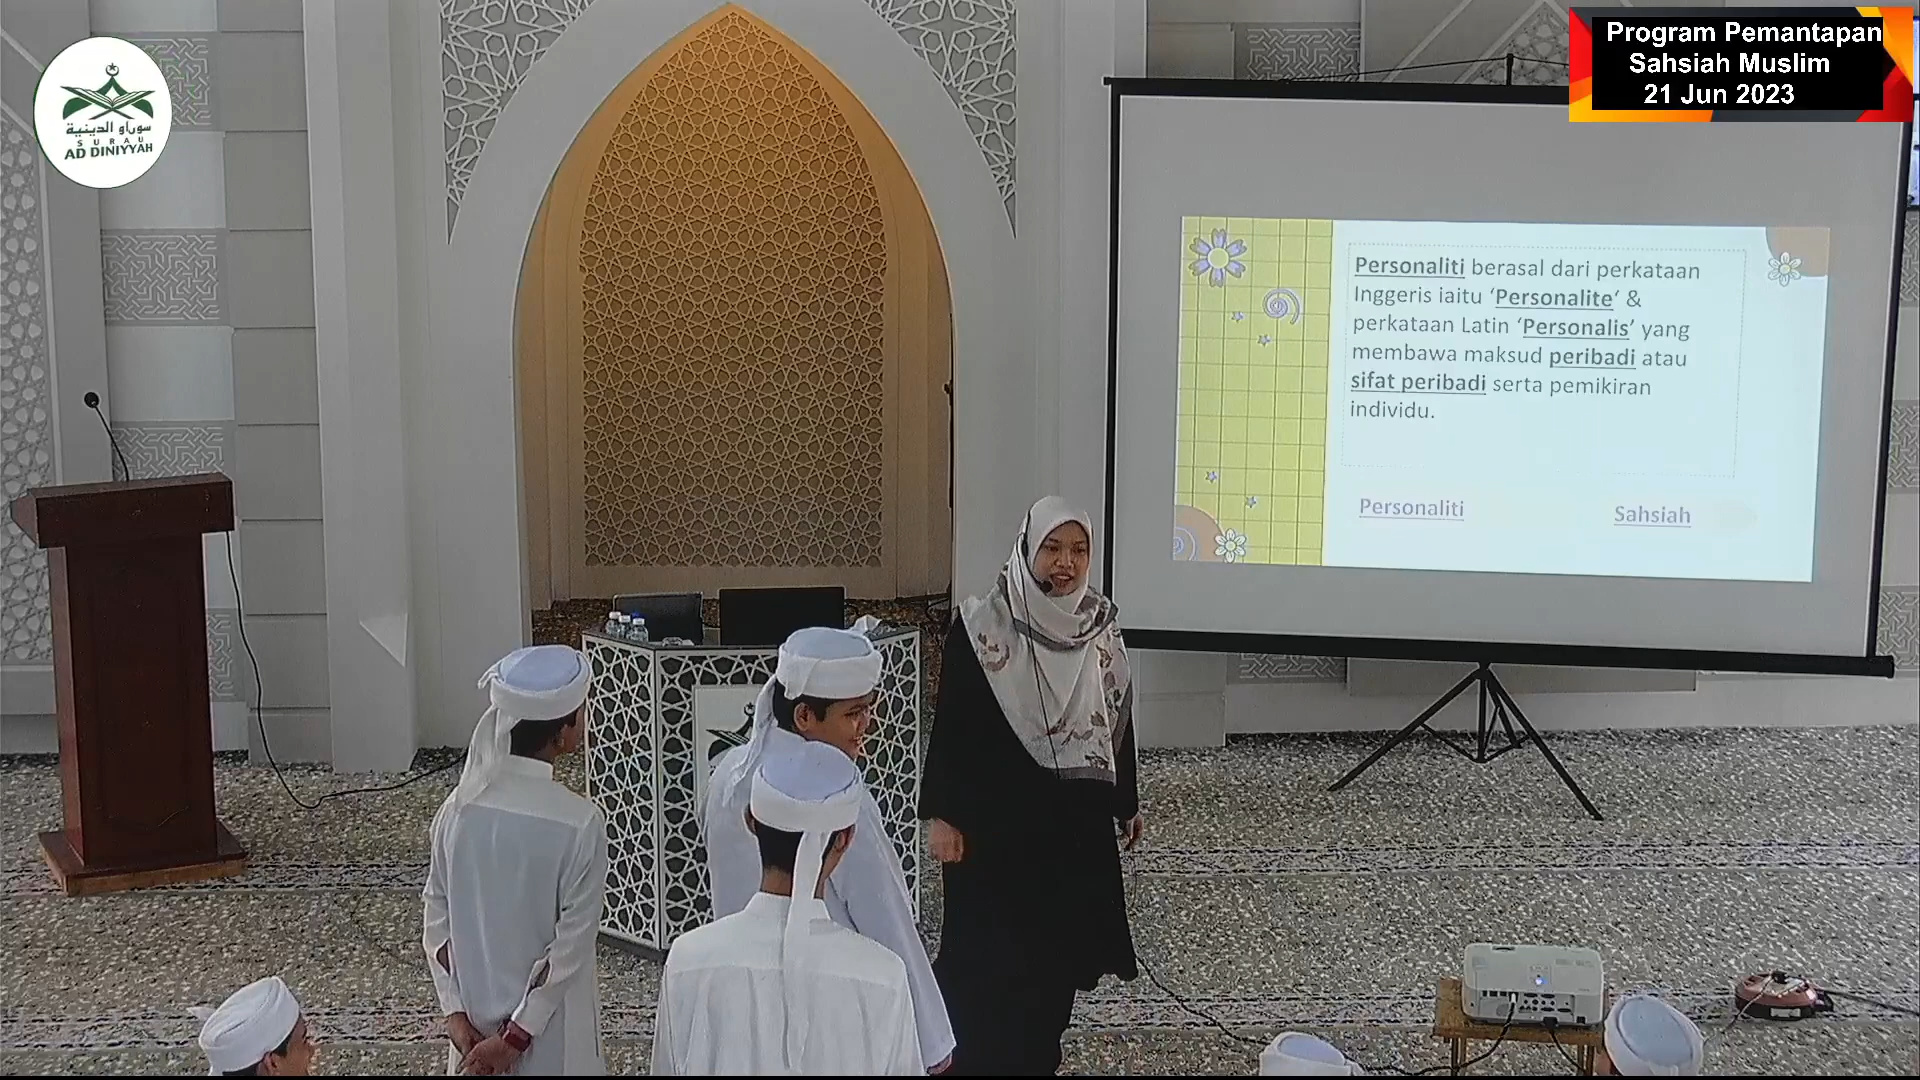 Program Pemantapan
Sahsiah Muslim
21 Jun 2023
سوراو الدينية
SURAU
AD DINIYYAH
Personaliti berasal dari perkataan
Inggeris iaitu ‘Personalite‘ &
perkataan Latin ‘Personalis’ yang
membawa maksud peribadi atau
sifat peribadi serta pemikiran
individu.
Personaliti
Sahsiah